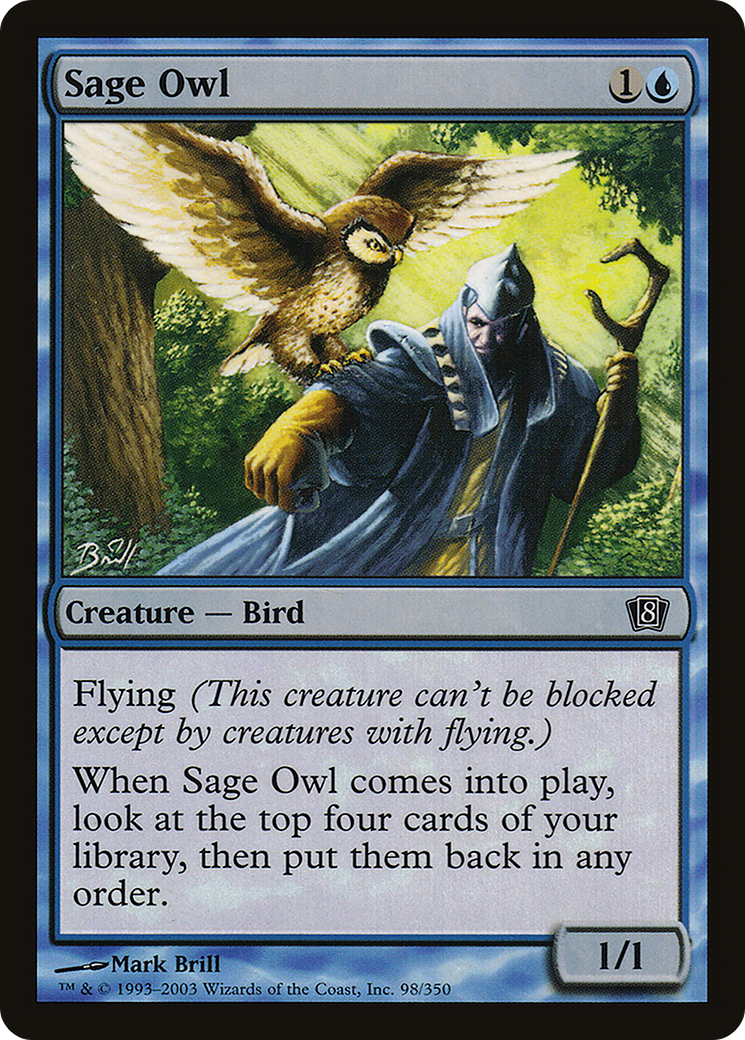 Sage Owl 1
Brill
Creature — Bird 8
Flying (This creature can't be blocked
except by creatures with flying.)
When Sage Owl comes into play,
look at the top four cards of your
library, then put them back in any
order.
1/1
Mark Brill
™ & © 1993–2003 Wizards of the Coast, Inc. 98/350